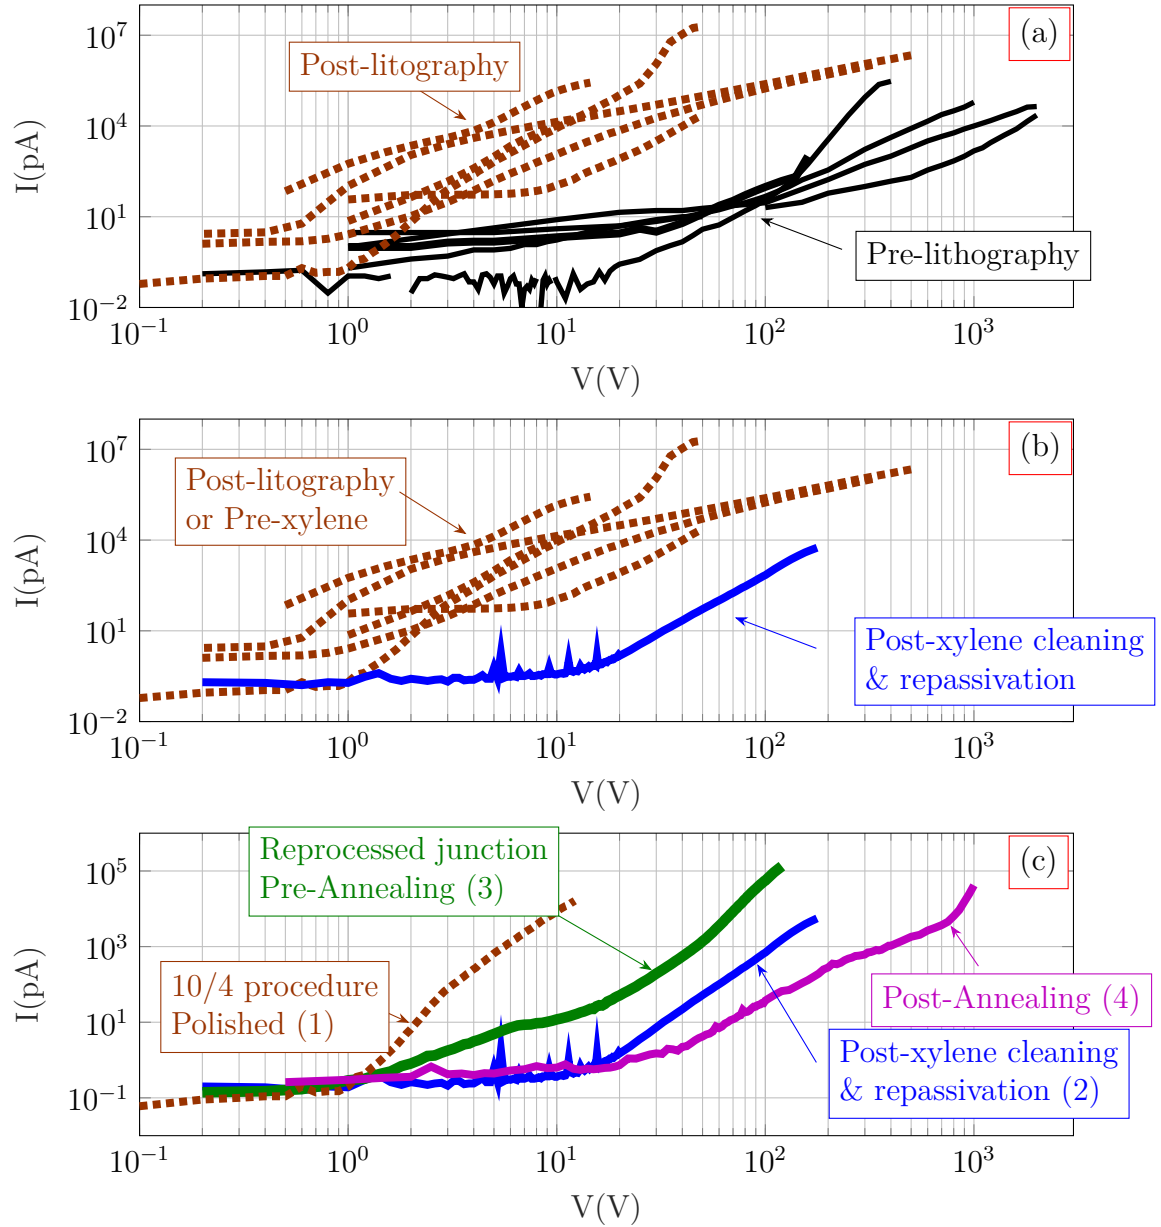 (a)
Post-litography
Pre-lithography
I(pA)
10^7
10^4
10^1
10^−2
10^−1 10^0 10^1 10^2 10^3
V(V)
(b)
Post-litography
or Pre-xylene
Post-xylene cleaning
& repassivation
I(pA)
10^7
10^4
10^1
10^−2
10^−1 10^0 10^1 10^2 10^3
V(V)
(c)
Reprocessed junction
Pre-Annealing (3)
10/4 procedure
Polished (1)
Post-Annealing (4)
Post-xylene cleaning
& repassivation (2)
I(pA)
10^5
10^3
10^1
10^−1
10^−1 10^0 10^1 10^2 10^3
V(V)